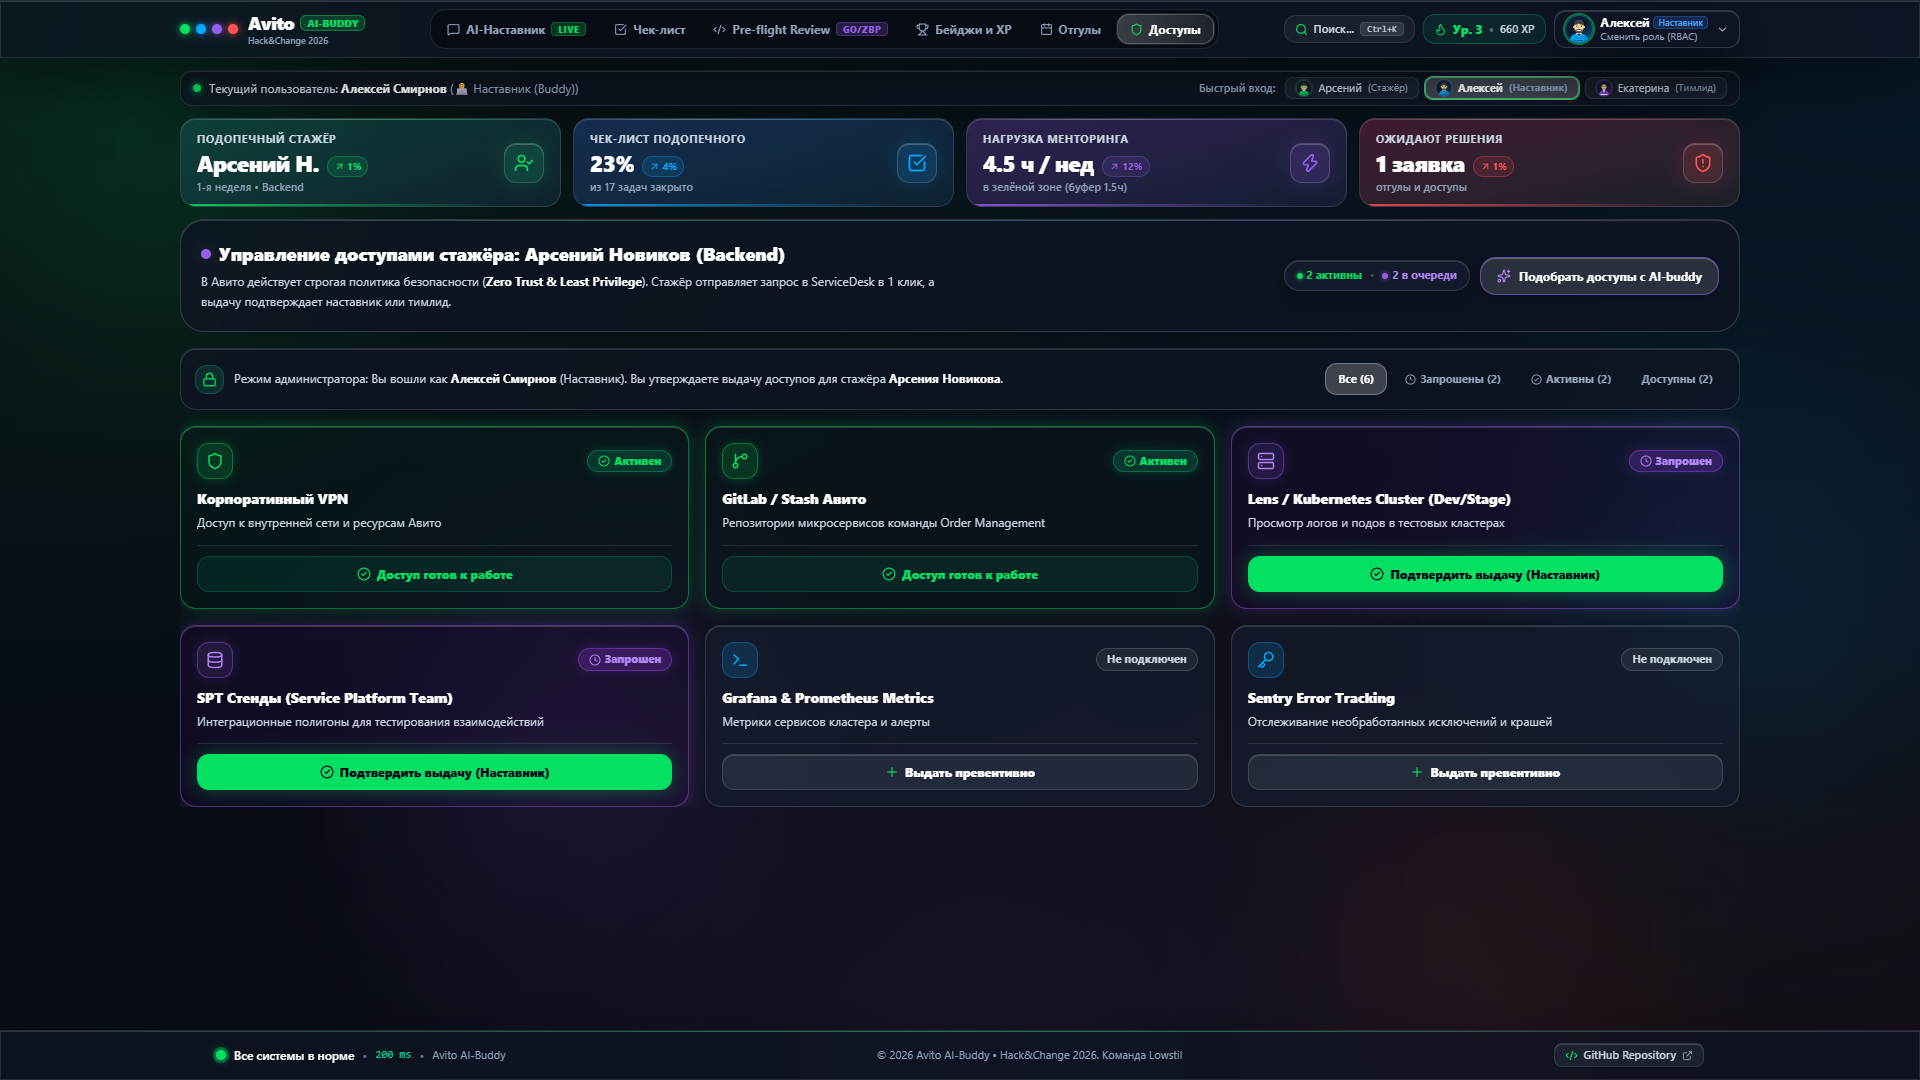 Avito AI-BUDDY
Hack&Change 2026
AI-Наставник LIVE
Чек-лист
Pre-flight Review GO/ZBP
Бейджи и XP
Отгулы
Доступы
Поиск... Ctrl+K
Ур. 3 • 660 XP
Алексей Наставник
Сменить роль (RBAC)
Текущий пользователь: Алексей Смирнов ( Наставник (Buddy))
Быстрый вход:
Арсений (Стажёр)
Алексей (Наставник)
Екатерина (Тимлид)
ПОДОПЕЧНЫЙ СТАЖЁР
Арсений Н. 1%
1-я неделя • Backend
ЧЕК-ЛИСТ ПОДОПЕЧНОГО
23% 4%
из 17 задач закрыто
НАГРУЗКА МЕНТОРИНГА
4.5 ч / нед 12%
в зелёной зоне (буфер 1.5ч)
ОЖИДАЮТ РЕШЕНИЯ
1 заявка 1%
отгулы и доступы
Управление доступами стажёра: Арсений Новиков (Backend)
В Авито действует строгая политика безопасности (Zero Trust & Least Privilege). Стажёр отправляет запрос в ServiceDesk в 1 клик, а
выдачу подтверждает наставник или тимлид.
2 активны • 2 в очереди
Подобрать доступы с AI-buddy
Режим администратора: Вы вошли как Алексей Смирнов (Наставник). Вы утверждаете выдачу доступов для стажёра Арсения Новикова.
Все (6)
Запрошены (2)
Активны (2)
Доступны (2)
Активен
Корпоративный VPN
Доступ к внутренней сети и ресурсам Авито
Доступ готов к работе
Активен
GitLab / Stash Авито
Репозитории микросервисов команды Order Management
Доступ готов к работе
Запрошен
Lens / Kubernetes Cluster (Dev/Stage)
Просмотр логов и подов в тестовых кластерах
Подтвердить выдачу (Наставник)
Запрошен
SPT Стенды (Service Platform Team)
Интеграционные полигоны для тестирования взаимодействий
Подтвердить выдачу (Наставник)
Не подключен
Grafana & Prometheus Metrics
Метрики сервисов кластера и алерты
Выдать превентивно
Не подключен
Sentry Error Tracking
Отслеживание необработанных исключений и крашей
Выдать превентивно
Все системы в норме • 200 ms • Avito AI-Buddy
© 2026 Avito AI-Buddy • Hack&Change 2026. Команда Lowstil
GitHub Repository